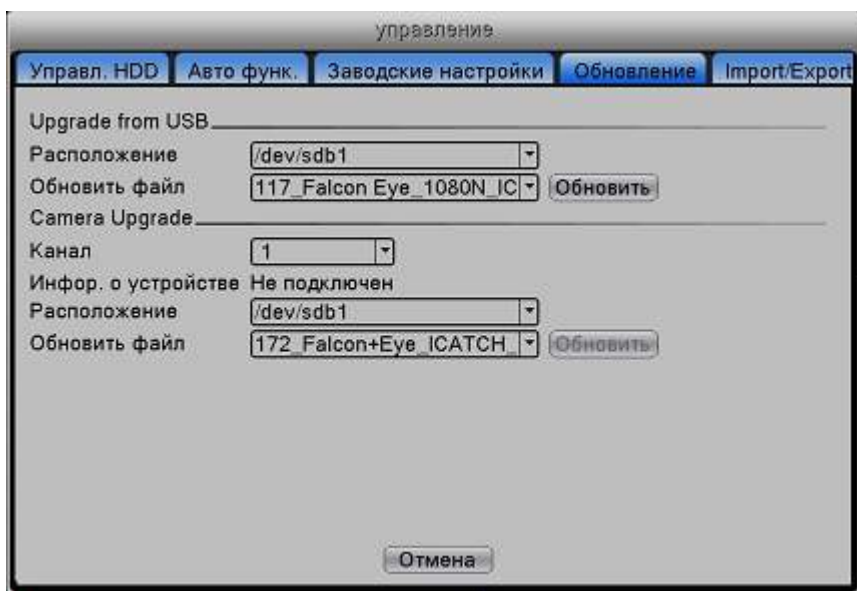 управление
Управл. HDD Авто функ. Заводские настройки Обновление Import/Export
Upgrade from USB
Расположение /dev/sdb1
Обновить файл 117_Falcon Eye_1080N_IC Обновить
Camera Upgrade
Канал 1
Инфор. о устройстве Не подключен
Расположение /dev/sdb1
Обновить файл 172_Falcon+Eye_ICATCH_ Обновить
Отмена